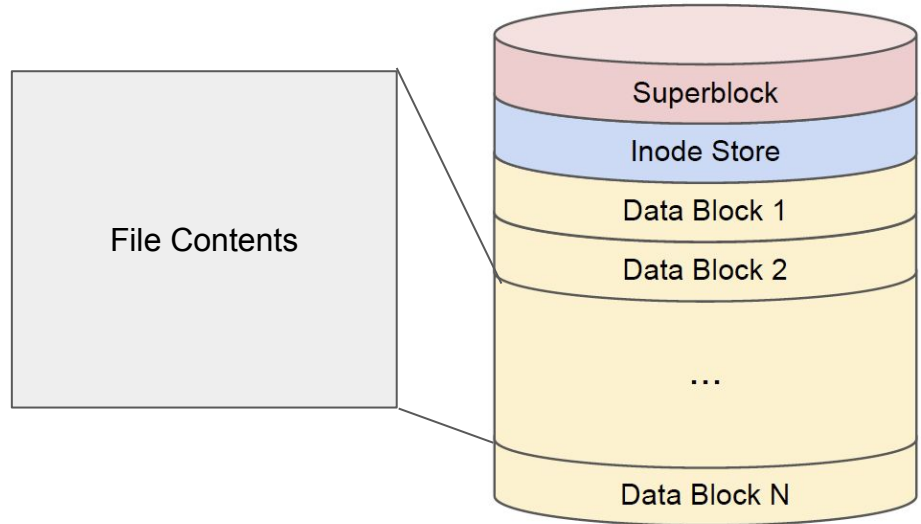 File Contents
Superblock
Inode Store
Data Block 1
Data Block 2
...
Data Block N